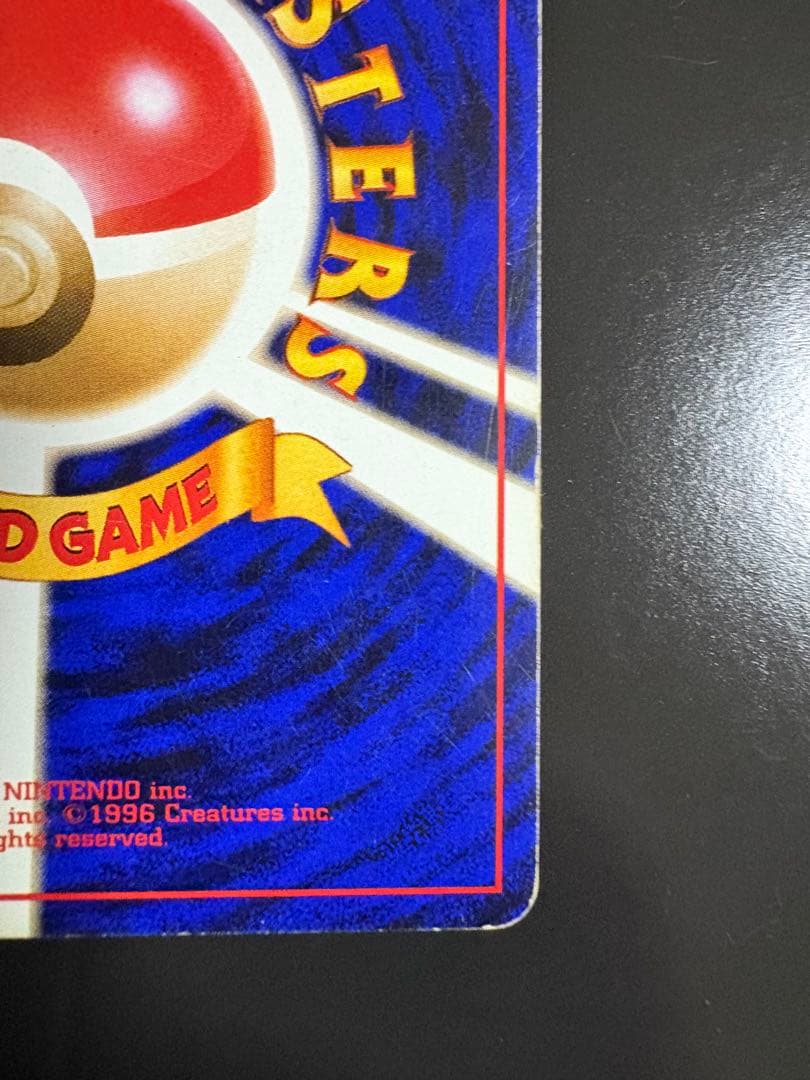 STERS
D GAME
NINTENDO inc.
inc. ©1996 Creatures inc.
ghts reserved.